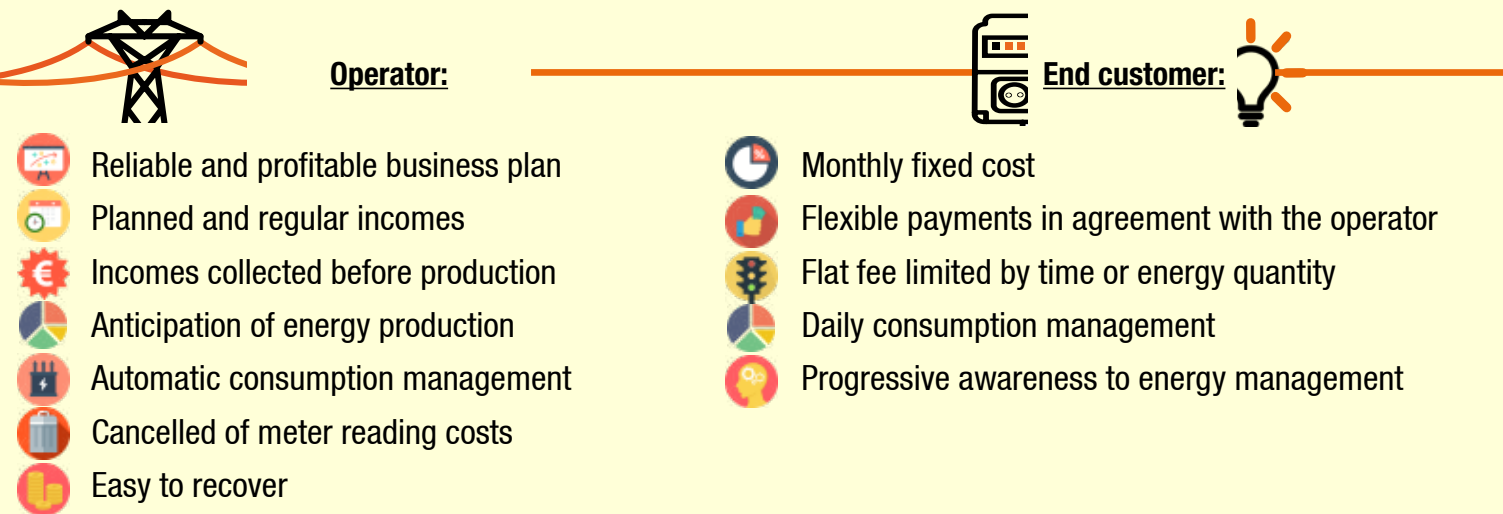 Operator:
Reliable and profitable business plan
Planned and regular incomes
Incomes collected before production
Anticipation of energy production
Automatic consumption management
Cancelled of meter reading costs
Easy to recover
End customer:
Monthly fixed cost
Flexible payments in agreement with the operator
Flat fee limited by time or energy quantity
Daily consumption management
Progressive awareness to energy management